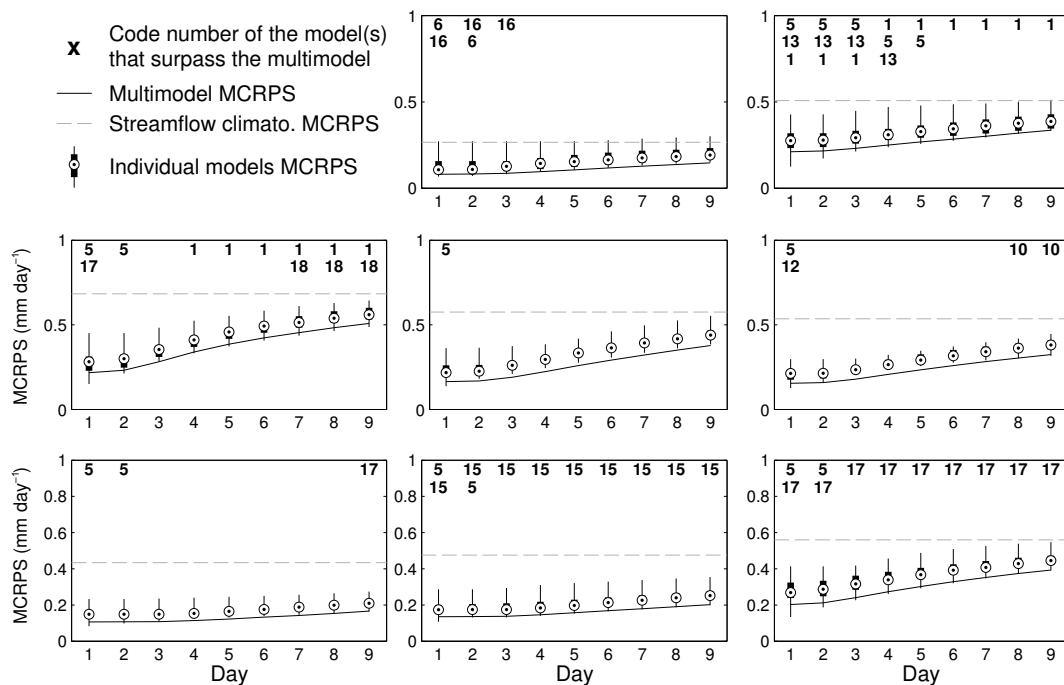 x Code number of the model(s)
that surpass the multimodel
Multimodel MCRPS
Streamflow climato. MCRPS
Individual models MCRPS
1
0.5
0
6 16 16
16 6
1 2 3 4 5 6 7 8 9
1
0.5
0
5 5 5 1 1 1 1 1 1
13 13 13 5 5
1 1 1 13
1 2 3 4 5 6 7 8 9
MCRPS (mm day⁻¹)
1
0.5
0
5 5 1 1 1 1 1 1
17 18 18 18
1 2 3 4 5 6 7 8 9
1
0.5
0
5
1 2 3 4 5 6 7 8 9
1
0.5
0
5 10 10
12
1 2 3 4 5 6 7 8 9
MCRPS (mm day⁻¹)
1
0.8
0.6
0.4
0.2
0
5 5 17
1 2 3 4 5 6 7 8 9
Day
1
0.8
0.6
0.4
0.2
0
5 15 15 15 15 15 15 15 15
15 5
1 2 3 4 5 6 7 8 9
Day
1
0.8
0.6
0.4
0.2
0
5 5 17 17 17 17 17 17 17
17 17
1 2 3 4 5 6 7 8 9
Day